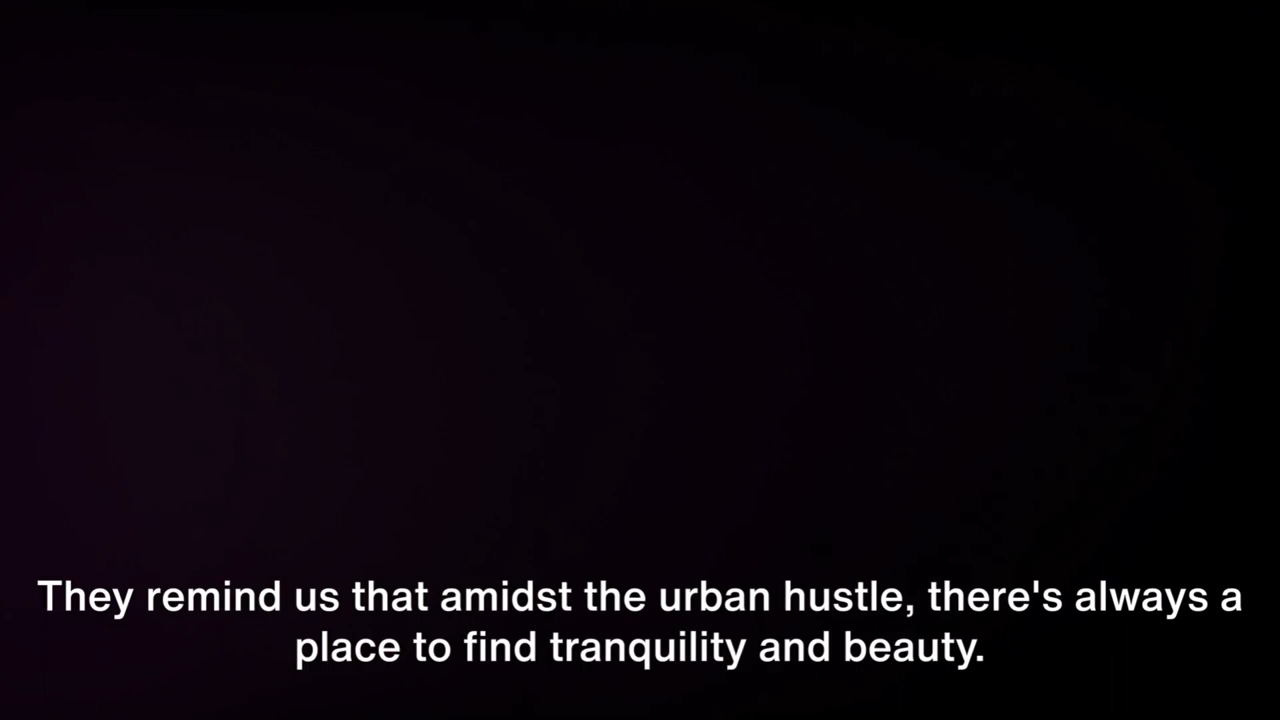 They remind us that amidst the urban hustle, there's always a
place to find tranquility and beauty.